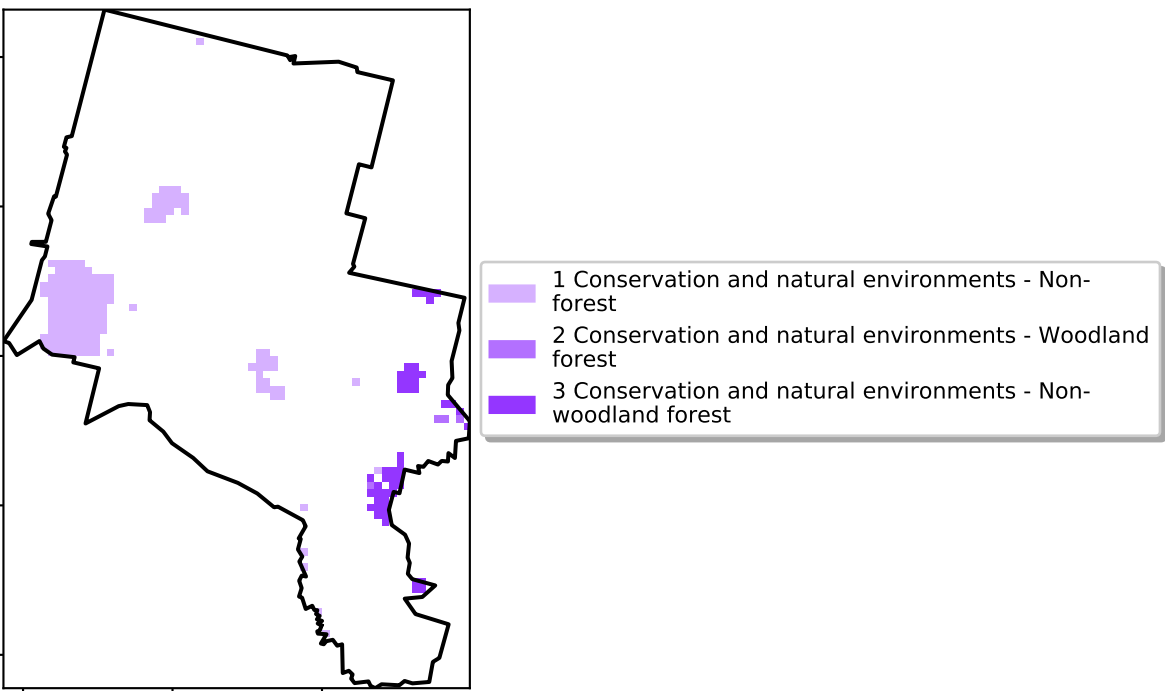 1 Conservation and natural environments - Non-
forest
2 Conservation and natural environments - Woodland
forest
3 Conservation and natural environments - Non-
woodland forest